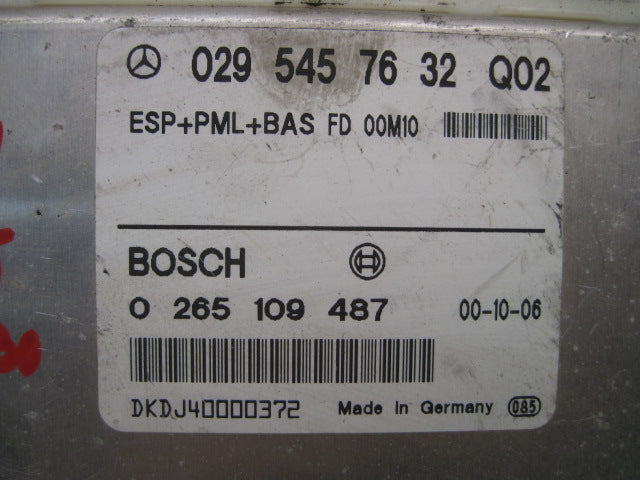 029 545 76 32 Q02
ESP+PML+BAS FD 00M10
BOSCH
0 265 109 487 00-10-06
DKDJ40000372 Made in Germany 085